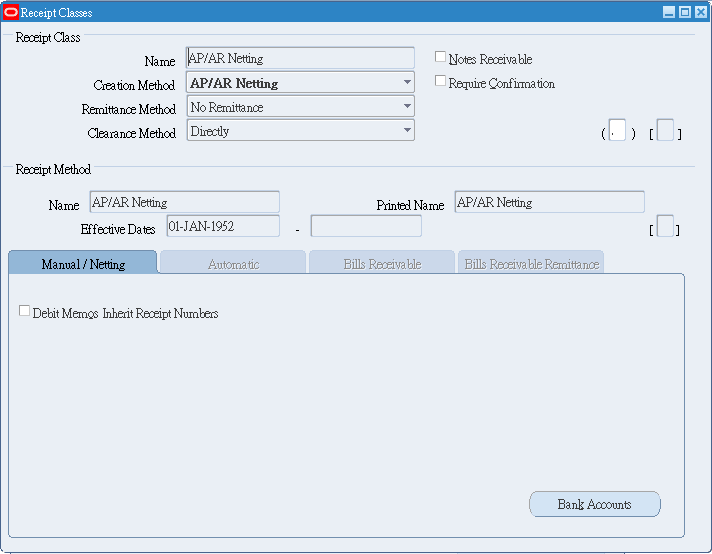 Receipt Classes
Receipt Class
Name AP/AR Netting Notes Receivable
Creation Method AP/AR Netting Require Confirmation
Remittance Method No Remittance
Clearance Method Directly ( . ) [ ]
Receipt Method
Name AP/AR Netting Printed Name AP/AR Netting
Effective Dates 01-JAN-1952 - [ ]
Manual / Netting Automatic Bills Receivable Bills Receivable Remittance
Debit Memos Inherit Receipt Numbers
Bank Accounts